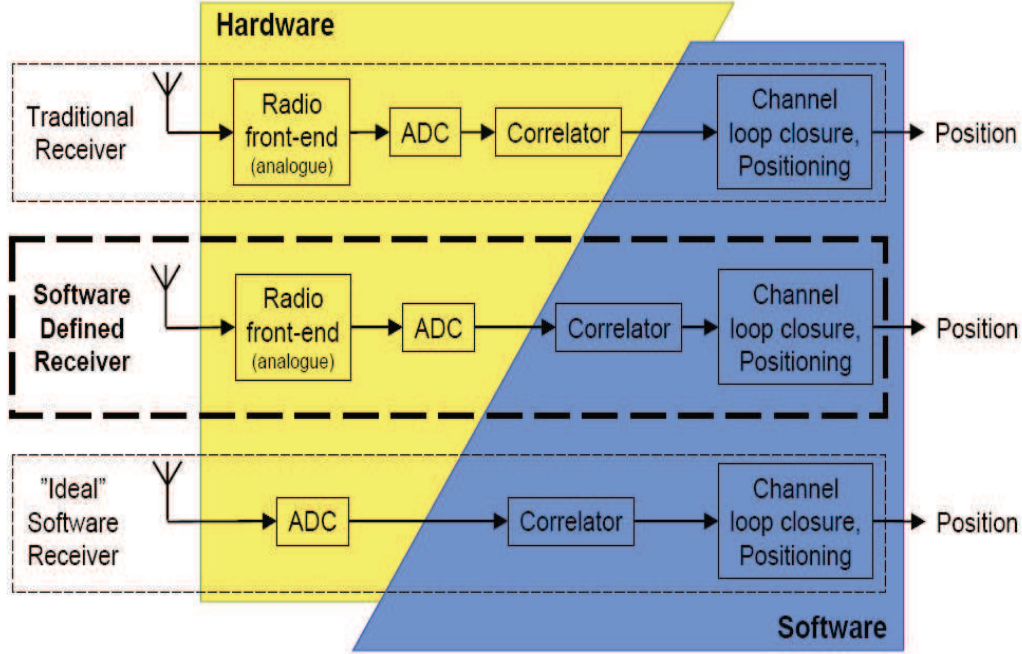 Hardware
Traditional
Receiver
Radio
front-end
(analogue)
ADC
Correlator
Channel
loop closure,
Positioning
Position
Software
Defined
Receiver
Radio
front-end
(analogue)
ADC
Correlator
Channel
loop closure,
Positioning
Position
"Ideal"
Software
Receiver
ADC
Correlator
Channel
loop closure,
Positioning
Position
Software